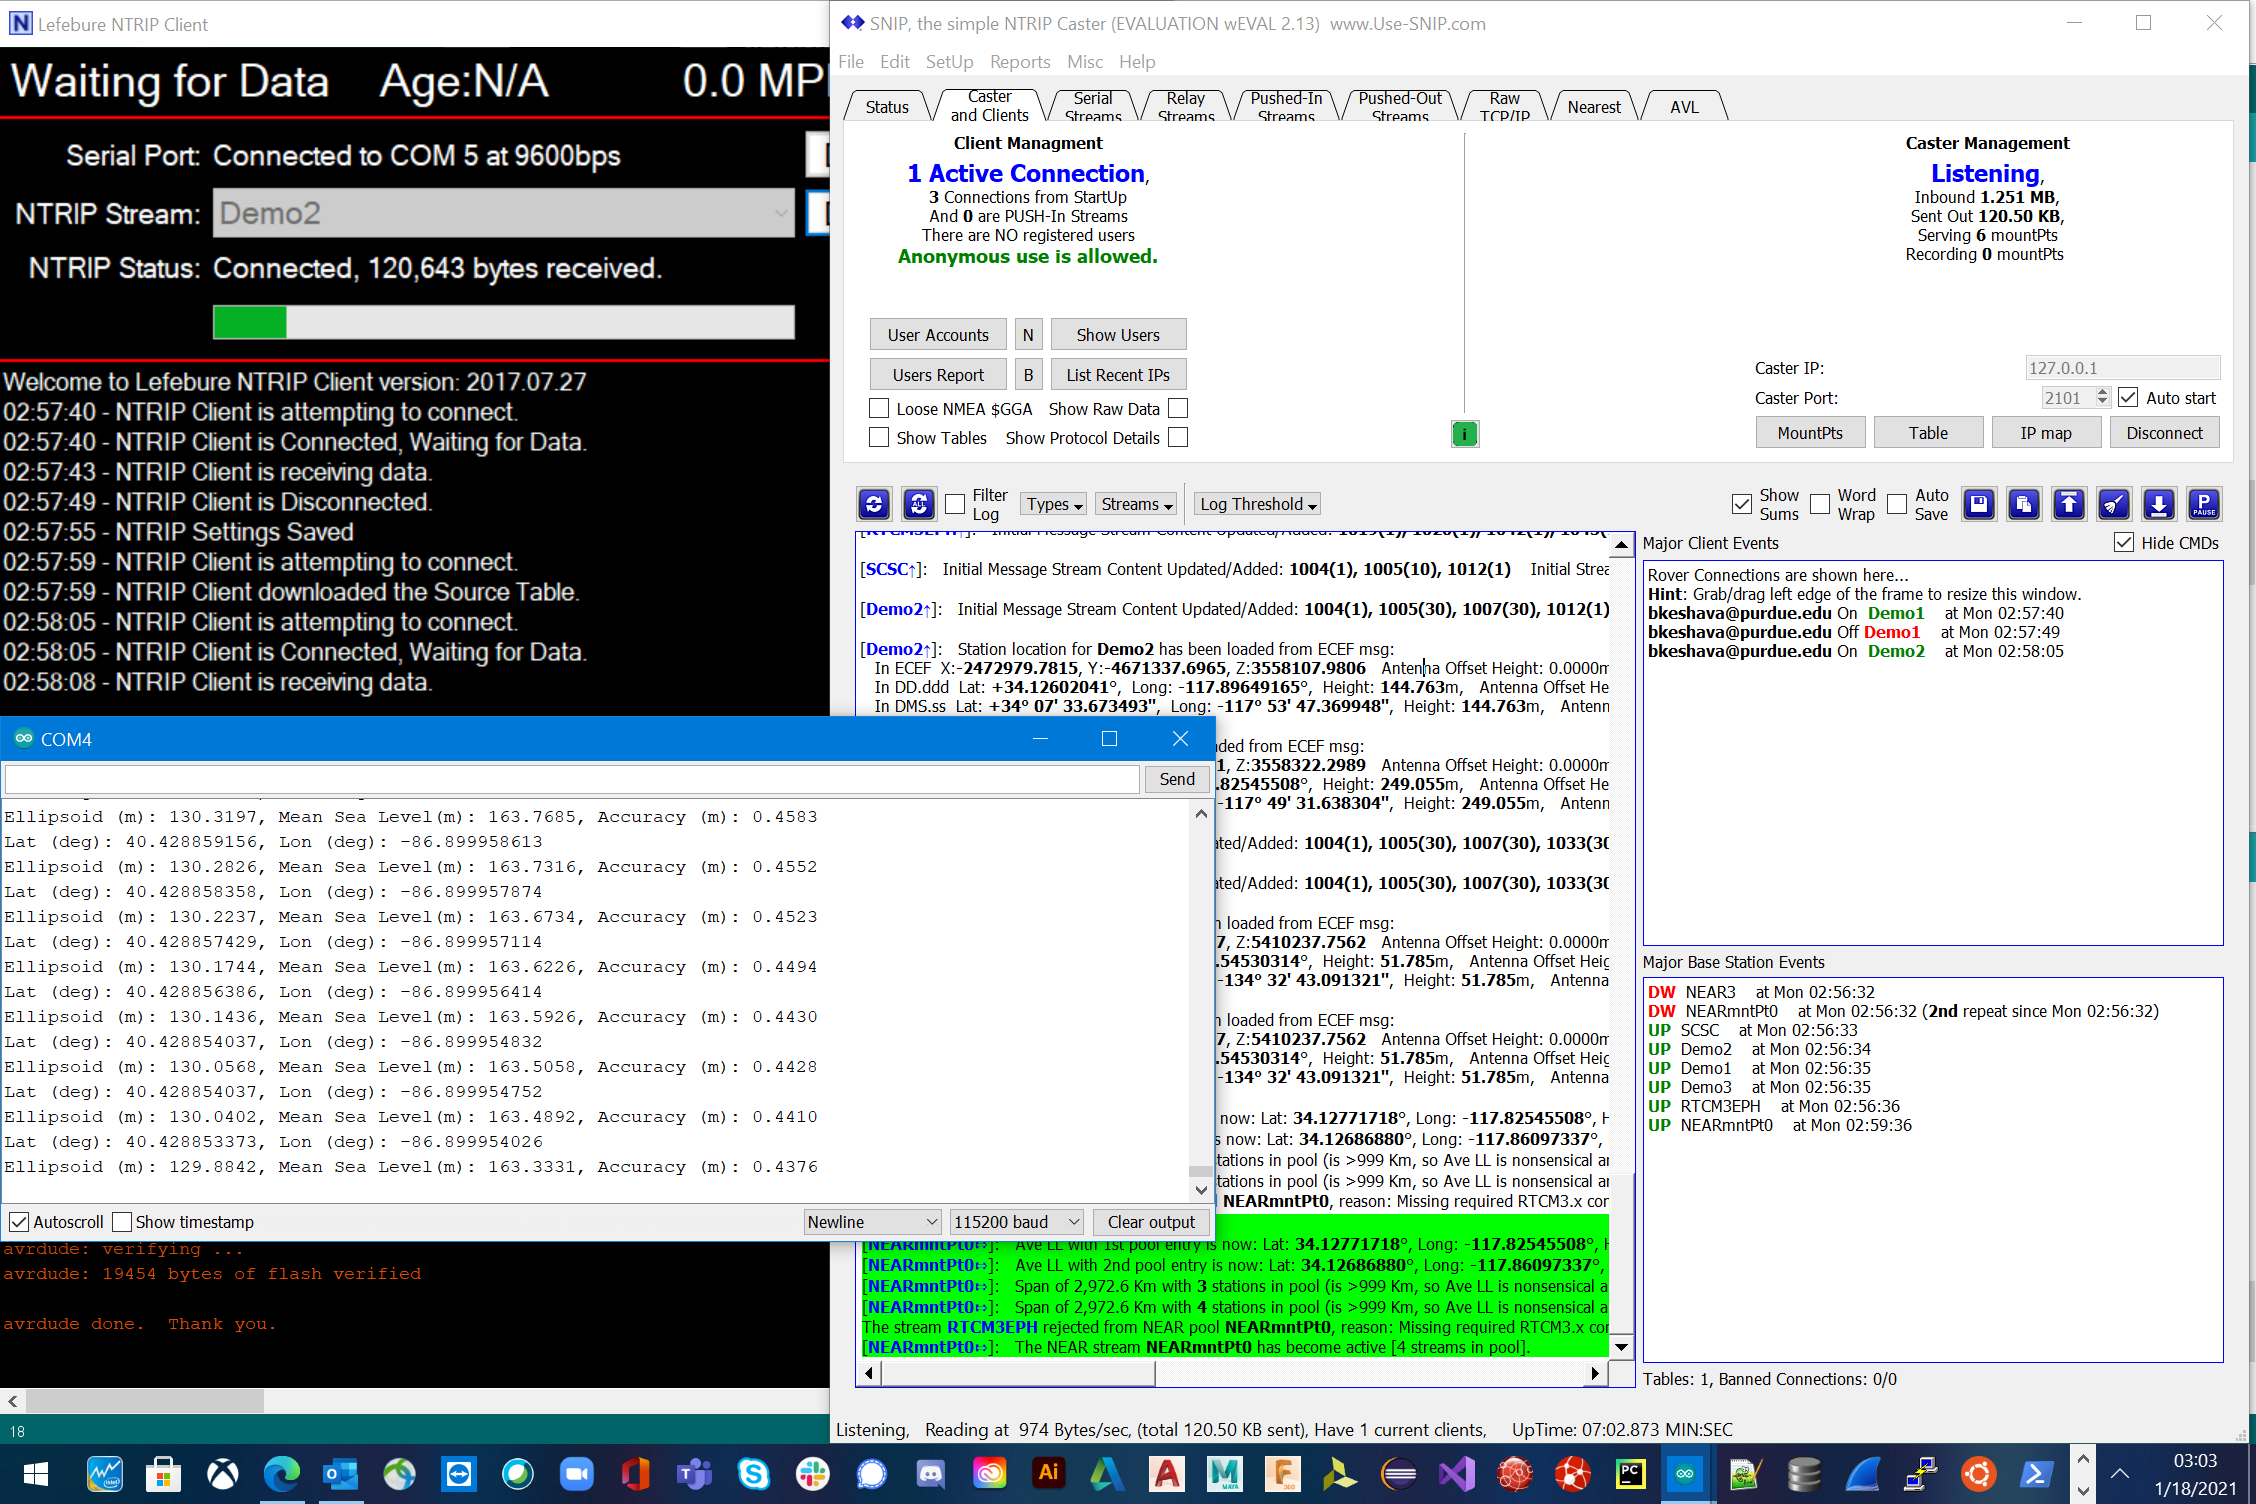 Lefebure NTRIP Client
Waiting for Data Age:N/A 0.0 MP
Serial Port: Connected to COM 5 at 9600bps
NTRIP Stream: Demo2
NTRIP Status: Connected, 120,643 bytes received.
Welcome to Lefebure NTRIP Client version: 2017.07.27
02:57:40 - NTRIP Client is attempting to connect.
02:57:40 - NTRIP Client is Connected, Waiting for Data.
02:57:43 - NTRIP Client is receiving data.
02:57:49 - NTRIP Client is Disconnected.
02:57:55 - NTRIP Settings Saved
02:57:59 - NTRIP Client is attempting to connect.
02:57:59 - NTRIP Client downloaded the Source Table.
02:58:05 - NTRIP Client is attempting to connect.
02:58:05 - NTRIP Client is Connected, Waiting for Data.
02:58:08 - NTRIP Client is receiving data.
COM4
Send
Ellipsoid (m): 130.3197, Mean Sea Level(m): 163.7685, Accuracy (m): 0.4583
Lat (deg): 40.428859156, Lon (deg): -86.899958613
Ellipsoid (m): 130.2826, Mean Sea Level(m): 163.7316, Accuracy (m): 0.4552
Lat (deg): 40.428858358, Lon (deg): -86.899957874
Ellipsoid (m): 130.2237, Mean Sea Level(m): 163.6734, Accuracy (m): 0.4523
Lat (deg): 40.428857429, Lon (deg): -86.899957114
Ellipsoid (m): 130.1744, Mean Sea Level(m): 163.6226, Accuracy (m): 0.4494
Lat (deg): 40.428856386, Lon (deg): -86.899956414
Ellipsoid (m): 130.1436, Mean Sea Level(m): 163.5926, Accuracy (m): 0.4430
Lat (deg): 40.428854037, Lon (deg): -86.899954832
Ellipsoid (m): 130.0568, Mean Sea Level(m): 163.5058, Accuracy (m): 0.4428
Lat (deg): 40.428854037, Lon (deg): -86.899954752
Ellipsoid (m): 130.0402, Mean Sea Level(m): 163.4892, Accuracy (m): 0.4410
Lat (deg): 40.428853373, Lon (deg): -86.899954026
Ellipsoid (m): 129.8842, Mean Sea Level(m): 163.3331, Accuracy (m): 0.4376
Autoscroll Show timestamp Newline 115200 baud Clear output
avrdude: verifying ...
avrdude: 19454 bytes of flash verified
avrdude done. Thank you.
18
SNIP, the simple NTRIP Caster (EVALUATION wEVAL 2.13) www.Use-SNIP.com
File Edit SetUp Reports Misc Help
Status
Caster and Clients
Serial Streams
Relay Streams
Pushed-In Streams
Pushed-Out Streams
Raw TCP/IP
Nearest
AVL
Client Managment
1 Active Connection,
3 Connections from StartUp
And 0 are PUSH-In Streams
There are NO registered users
Anonymous use is allowed.
User Accounts N Show Users
Users Report B List Recent IPs
Loose NMEA $GGA Show Raw Data
Show Tables Show Protocol Details
i
Caster Management
Listening,
Inbound 1.251 MB,
Sent Out 120.50 KB,
Serving 6 mountPts
Recording 0 mountPts
Caster IP: 127.0.0.1
Caster Port: 2101 Auto start
MountPts Table IP map Disconnect
ALL Filter Log Types Streams Log Threshold
Show Sums Word Wrap Auto Save P PAUSE
[SCSC↑]: Initial Message Stream Content Updated/Added: 1004(1), 1005(10), 1012(1) Initial Strea
[Demo2↑]: Initial Message Stream Content Updated/Added: 1004(1), 1005(30), 1007(30), 1012(1)
[Demo2↑]: Station location for Demo2 has been loaded from ECEF msg:
In ECEF X:-2472979.7815, Y:-4671337.6965, Z:3558107.9806 Antenna Offset Height: 0.0000m
In DD.ddd Lat: +34.12602041°, Long: -117.89649165°, Height: 144.763m, Antenna Offset He
In DMS.ss Lat: +34° 07' 33.673493", Long: -117° 53' 47.369948", Height: 144.763m, Antenn
ded from ECEF msg:
1, Z:3558322.2989 Antenna Offset Height: 0.0000m
.82545508°, Height: 249.055m, Antenna Offset He
-117° 49' 31.638304", Height: 249.055m, Antenn
ated/Added: 1004(1), 1005(30), 1007(30), 1033(30
ated/Added: 1004(1), 1005(30), 1007(30), 1033(30
n loaded from ECEF msg:
7, Z:5410237.7562 Antenna Offset Height: 0.0000m
.54530314°, Height: 51.785m, Antenna Offset Heig
-134° 32' 43.091321", Height: 51.785m, Antenna
n loaded from ECEF msg:
7, Z:5410237.7562 Antenna Offset Height: 0.0000m
.54530314°, Height: 51.785m, Antenna Offset Heig
-134° 32' 43.091321", Height: 51.785m, Antenna
now: Lat: 34.12771718°, Long: -117.82545508°, H
s now: Lat: 34.12686880°, Long: -117.86097337°,
tations in pool (is >999 Km, so Ave LL is nonsensical ar
tations in pool (is >999 Km, so Ave LL is nonsensical ar
NEARmntPt0, reason: Missing required RTCM3.x cor
[NEARmntPt0↔]: Ave LL with 1st pool entry is now: Lat: 34.12771718°, Long: -117.82545508°, H
[NEARmntPt0↔]: Ave LL with 2nd pool entry is now: Lat: 34.12686880°, Long: -117.86097337°,
[NEARmntPt0↔]: Span of 2,972.6 Km with 3 stations in pool (is >999 Km, so Ave LL is nonsensical a
[NEARmntPt0↔]: Span of 2,972.6 Km with 4 stations in pool (is >999 Km, so Ave LL is nonsensical a
The stream RTCM3EPH rejected from NEAR pool NEARmntPt0, reason: Missing required RTCM3.x cor
[NEARmntPt0↔]: The NEAR stream NEARmntPt0 has become active [4 streams in pool].
Major Client Events Hide CMDs
Rover Connections are shown here...
Hint: Grab/drag left edge of the frame to resize this window.
bkeshava@purdue.edu On Demo1 at Mon 02:57:40
bkeshava@purdue.edu Off Demo1 at Mon 02:57:49
bkeshava@purdue.edu On Demo2 at Mon 02:58:05
Major Base Station Events
DW NEAR3 at Mon 02:56:32
DW NEARmntPt0 at Mon 02:56:32 (2nd repeat since Mon 02:56:32)
UP SCSC at Mon 02:56:33
UP Demo2 at Mon 02:56:34
UP Demo1 at Mon 02:56:35
UP Demo3 at Mon 02:56:35
UP RTCM3EPH at Mon 02:56:36
UP NEARmntPt0 at Mon 02:59:36
Tables: 1, Banned Connections: 0/0
Listening, Reading at 974 Bytes/sec, (total 120.50 KB sent), Have 1 current clients, UpTime: 07:02.873 MIN:SEC
03:03
1/18/2021